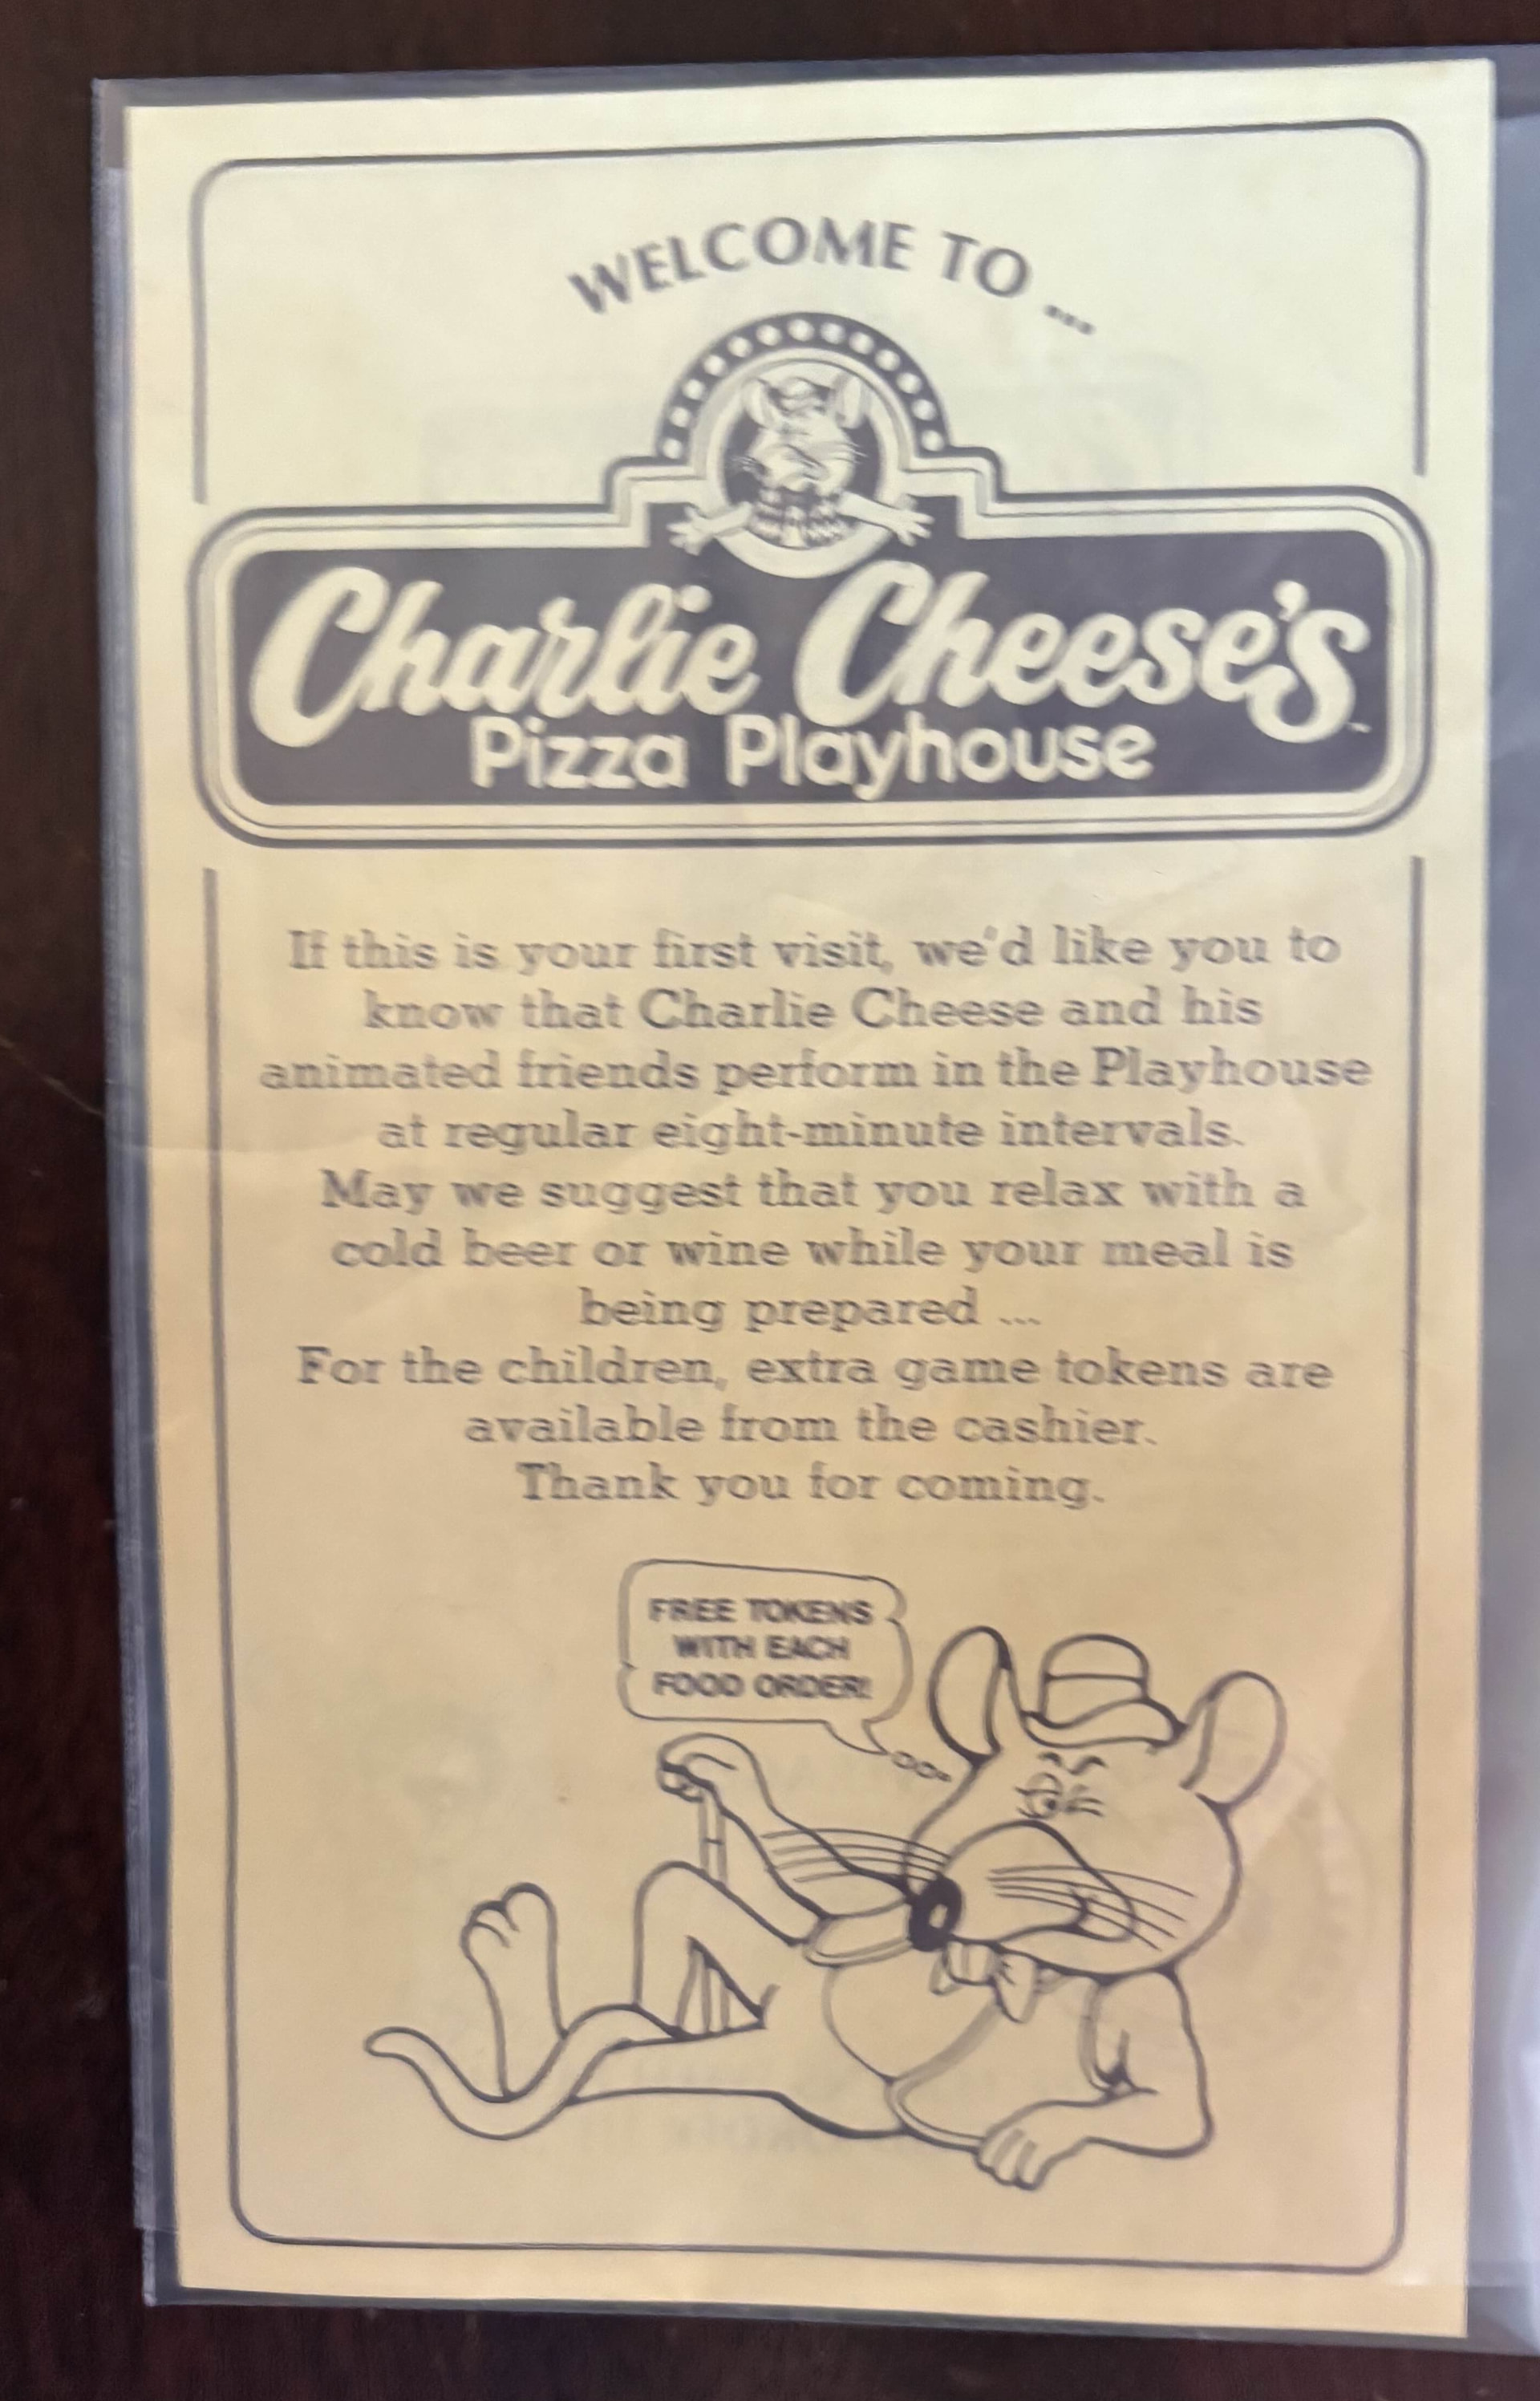 WELCOME TO ...
Charlie Cheese's
Pizza Playhouse
If this is your first visit, we'd like you to
know that Charlie Cheese and his
animated friends perform in the Playhouse
at regular eight-minute intervals.
May we suggest that you relax with a
cold beer or wine while your meal is
being prepared ...
For the children, extra game tokens are
available from the cashier.
Thank you for coming.
FREE TOKENS
WITH EACH
FOOD ORDER!